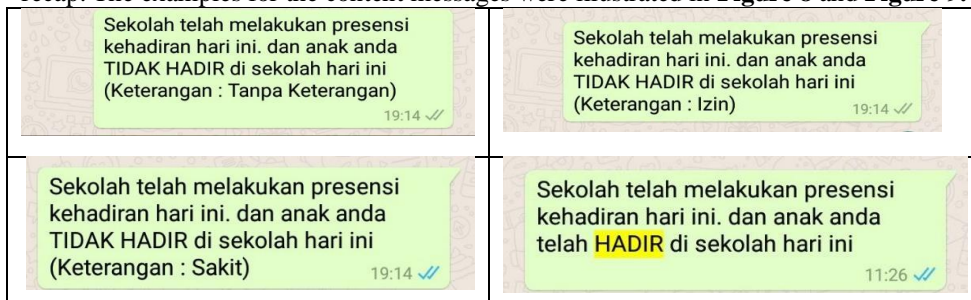 recap. The examples for the content messages were illustrated in Figure 8 and Figure 9.
Sekolah telah melakukan presensi
kehadiran hari ini. dan anak anda
TIDAK HADIR di sekolah hari ini
(Keterangan : Tanpa Keterangan)
19:14
Sekolah telah melakukan presensi
kehadiran hari ini. dan anak anda
TIDAK HADIR di sekolah hari ini
(Keterangan : Izin)
19:14
Sekolah telah melakukan presensi
kehadiran hari ini. dan anak anda
TIDAK HADIR di sekolah hari ini
(Keterangan : Sakit)
19:14
Sekolah telah melakukan presensi
kehadiran hari ini. dan anak anda
telah HADIR di sekolah hari ini
11:26